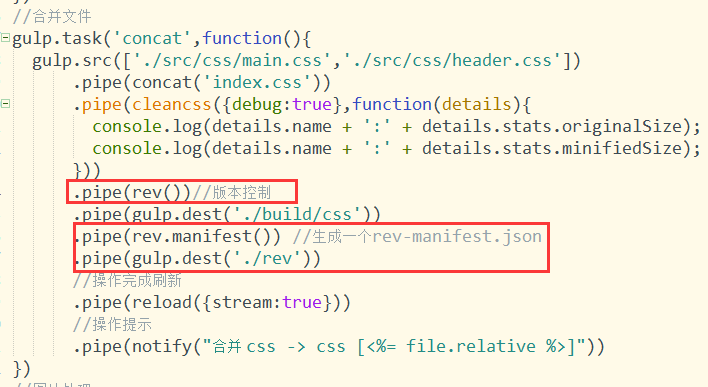 //合并文件
gulp.task('concat',function(){
gulp.src(['./src/css/main.css','./src/css/header.css'])
.pipe(concat('index.css'))
.pipe(cleancss({debug:true},function(details){
console.log(details.name + ':' + details.stats.originalSize);
console.log(details.name + ':' + details.stats.minifiedSize);
}))
.pipe(rev())//版本控制
.pipe(gulp.dest('./build/css'))
.pipe(rev.manifest()) //生成一个rev-manifest.json
.pipe(gulp.dest('./rev'))
//操作完成刷新
.pipe(reload({stream:true}))
//操作提示
.pipe(notify("合并 css -> css [<%= file.relative %>]"))
})